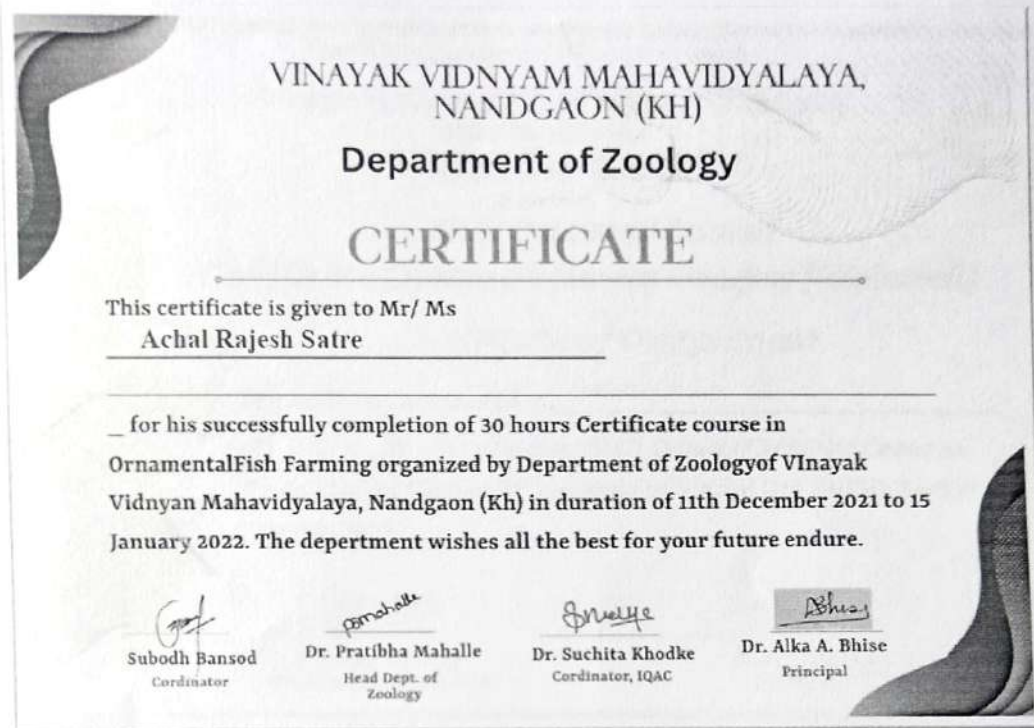 VINAYAK VIDNYAM MAHAVIDYALAYA,
NANDGAON (KH)
Department of Zoology
CERTIFICATE
This certificate is given to Mr/ Ms
Achal Rajesh Satre
_ for his successfully completion of 30 hours Certificate course in
OrnamentalFish Farming organized by Department of Zoologyof VInayak
Vidnyan Mahavidyalaya, Nandgaon (Kh) in duration of 11th December 2021 to 15
January 2022. The depertment wishes all the best for your future endure.
psmahalle
Subodh Bansod
Dr. Pratibha Mahalle
Dr. Suchita Khodke
Dr. Alka A. Bhise
Cordinator
Head Dept. of
Zoology
Cordinator, IQAC
Principal